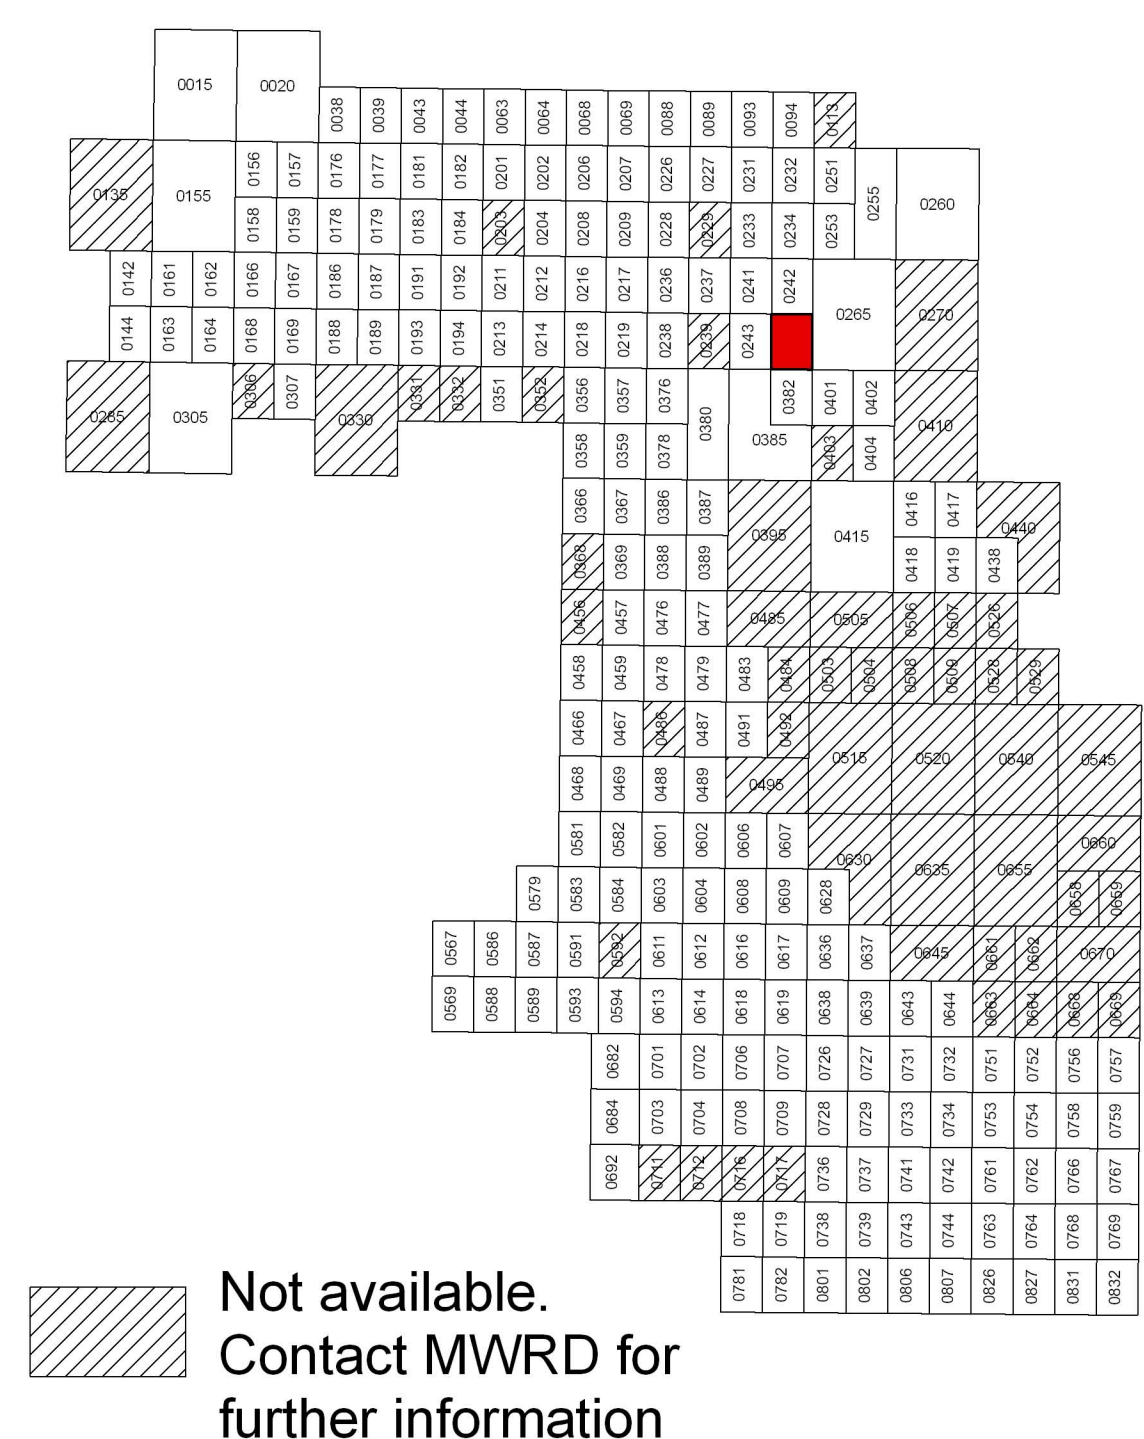 0015 0020
0038 0039 0043 0044 0063 0064 0068 0069 0088 0089 0093 0094 0113
0135 0155 0156 0157 0176 0177 0181 0182 0201 0202 0206 0207 0226 0227 0231 0232 0251 0255 0260
0158 0159 0178 0179 0183 0184 0203 0204 0208 0209 0228 0229 0233 0234 0253
0142 0161 0162 0166 0167 0186 0187 0191 0192 0211 0212 0216 0217 0236 0237 0241 0242 0265 0270
0144 0163 0164 0168 0169 0188 0189 0193 0194 0213 0214 0218 0219 0238 0239 0243
0285 0305 0306 0307 0330 0331 0332 0351 0352 0356 0357 0376 0380 0385 0382 0401 0402 0410
0358 0359 0378 0403 0404
0366 0367 0386 0387 0395 0415 0416 0417 0440
0368 0369 0388 0389 0418 0419 0438
0456 0457 0476 0477 0485 0505 0506 0507 0526
0458 0459 0478 0479 0483 0484 0503 0504 0508 0509 0528 0529
0466 0467 0486 0487 0491 0492 0515 0520 0540 0545
0468 0469 0488 0489 0495
0581 0582 0601 0602 0606 0607 0630 0635 0655 0660
0579 0583 0584 0603 0604 0608 0609 0628 0658 0659
0567 0586 0587 0591 0592 0611 0612 0616 0617 0636 0637 0645 0661 0662 0670
0569 0588 0589 0593 0594 0613 0614 0618 0619 0638 0639 0643 0644 0663 0664 0668 0669
0682 0701 0702 0706 0707 0726 0727 0731 0732 0751 0752 0756 0757
0684 0703 0704 0708 0709 0728 0729 0733 0734 0753 0754 0758 0759
0692 0711 0712 0716 0717 0736 0737 0741 0742 0761 0762 0766 0767
0718 0719 0738 0739 0743 0744 0763 0764 0768 0769
0781 0782 0801 0802 0806 0807 0826 0827 0831 0832
Not available.
Contact MWRD for
further information